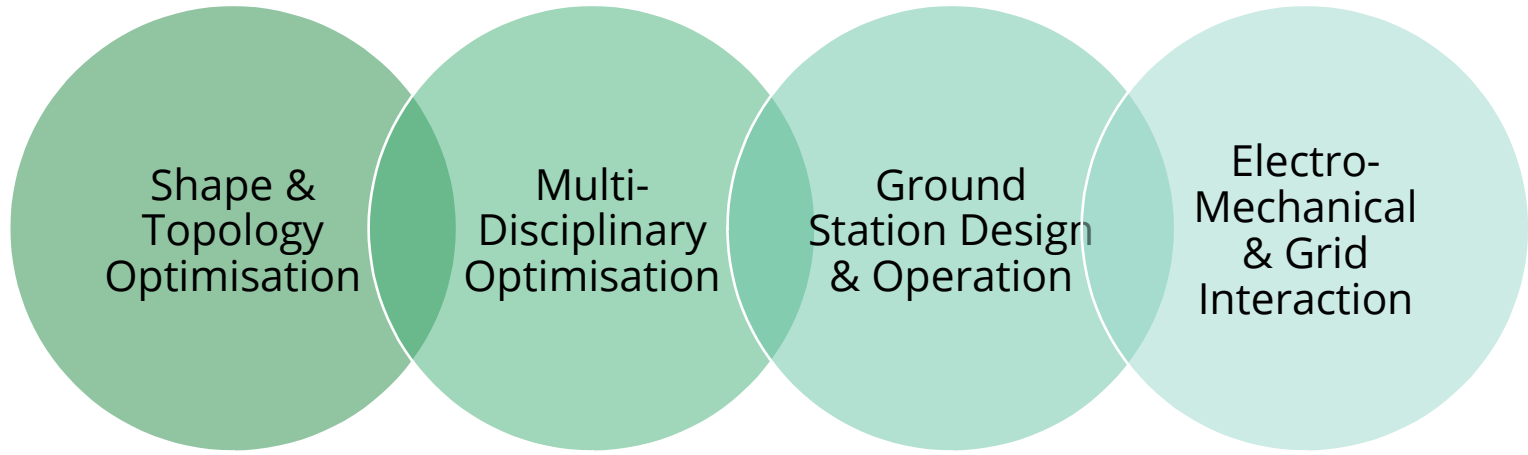 Shape &
Topology
Optimisation
Multi-
Disciplinary
Optimisation
Ground
Station Design
& Operation
Electro-
Mechanical
& Grid
Interaction